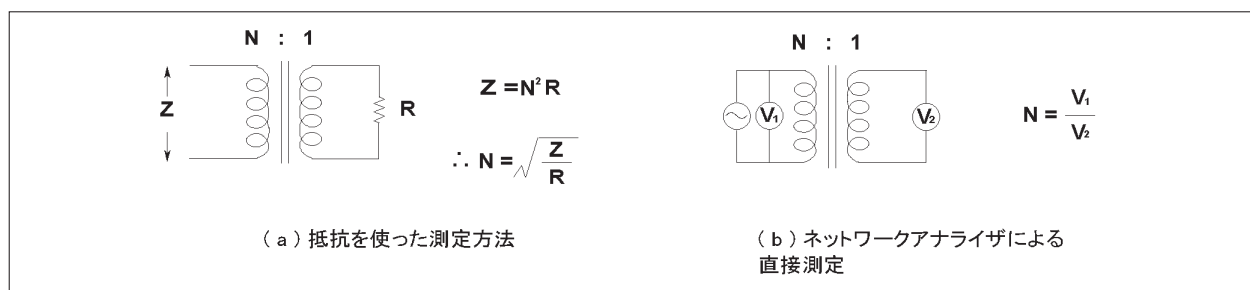 N : 1
Z
R
Z=N²R
∴ N=√Z/R
(a)抵抗を使った測定方法
N : 1
V₁
V₂
N = V₁/V₂
(b)ネットワークアナライザによる
直接測定